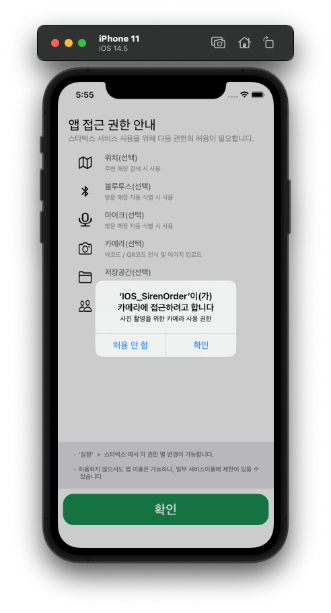 iPhone 11
iOS 14.5
5:55
앱 접근 권한 안내
스타벅스 서비스 사용을 위해 다음 권한의 허용이 필요합니다.
위치(선택)
주변 매장 검색 시 사용
블루투스(선택)
방문 매장 자동 식별 시 사용
마이크(선택)
방문 매장 자동 식별 시 사용
카메라(선택)
바코드 / QR코드 인식 및 이미지 업로드
저장공간(선택)
‘IOS_SirenOrder’이(가)
카메라에 접근하려고 합니다
사진 촬영을 위한 카메라 사용 권한
허용 안 함
확인
· '설정' > 스타벅스'에서 각 권한 별 변경이 가능합니다.
· 허용하지 않으셔도 앱 이용은 가능하나, 일부 서비스이용에 제한이 있을 수
있습니다
확인